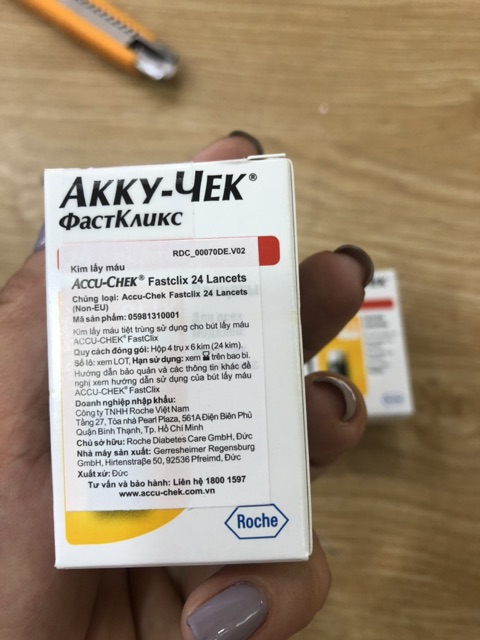 АККУ-ЧЕК®
ФастКликс
RDC_00070DE.V02
Kim lấy máu
ACCU-CHEK® Fastclix 24 Lancets
Chủng loại: Accu-Chek Fastclix 24 Lancets
(Non-EU)
Mã sản phẩm: 05981310001
Kim lấy máu tiệt trùng sử dụng cho bút lấy máu
ACCU-CHEK® FastClix
Quy cách đóng gói: Hộp 4 trụ x 6 kim (24 kim).
Số lô: xem LOT, Hạn sử dụng: xem trên bao bì.
Hướng dẫn bảo quản và các thông tin khác đề
nghị xem hướng dẫn sử dụng của bút lấy máu
ACCU-CHEK® FastClix
Doanh nghiệp nhập khẩu:
Công ty TNHH Roche Việt Nam
Tầng 27, Tòa nhà Pearl Plaza, 561A Điện Biên Phủ
Quận Bình Thạnh, Tp. Hồ Chí Minh
Chủ sở hữu: Roche Diabetes Care GmbH, Đức
Nhà máy sản xuất: Gerresheimer Regensburg
GmbH, Hirtenstraße 50, 92536 Pfreimd, Đức
Xuất xứ: Đức
Tư vấn và bảo hành: Liên hệ 1800 1597
www.accu-chek.com.vn
Roche
ЧЕК®